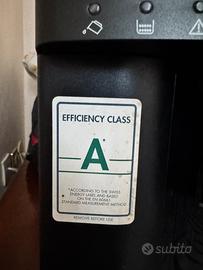 EFFICIENCY CLASS
A*
*ACCORDING TO THE SWISS
ENERGY LABEL AND BASED
ON THE EN 60661
STANDARD MEASUREMENT METHOD
REMOVE BEFORE USE
subito